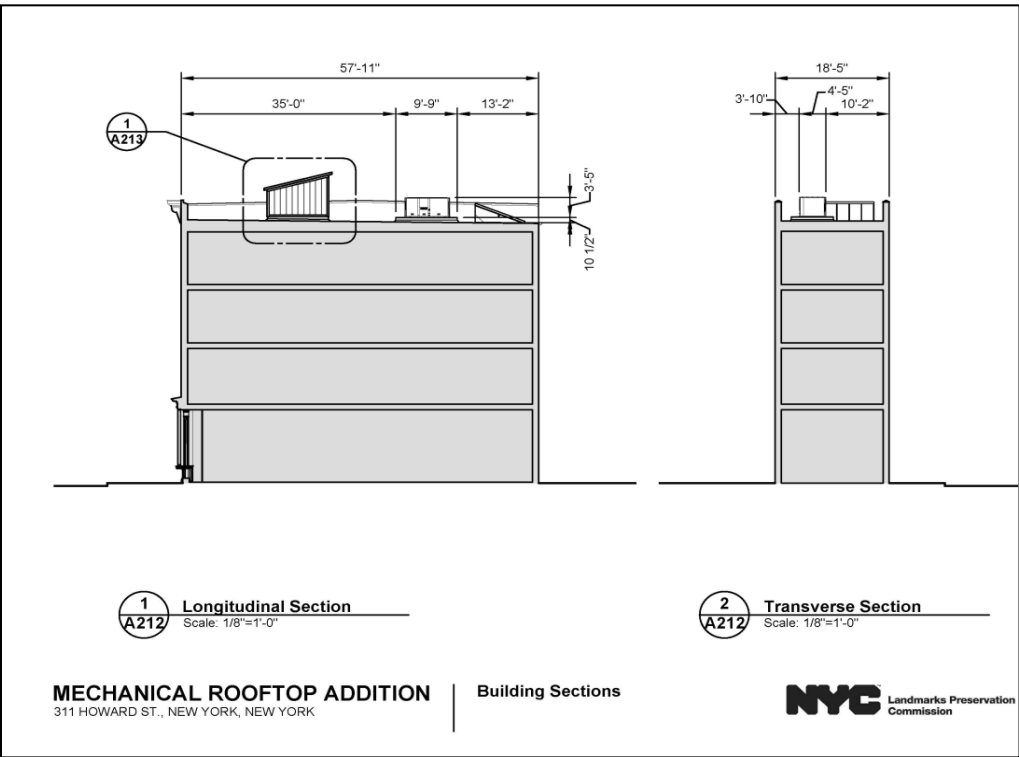 57'-11"
35'-0"
9'-9"
13'-2"
1
A213
3'-5"
10 1/2"
18'-5"
3'-10"
4'-5"
10'-2"
1
A212
Longitudinal Section
Scale: 1/8"=1'-0"
2
A212
Transverse Section
Scale: 1/8"=1'-0"
MECHANICAL ROOFTOP ADDITION
311 HOWARD ST., NEW YORK, NEW YORK
Building Sections
NYC
Landmarks Preservation
Commission